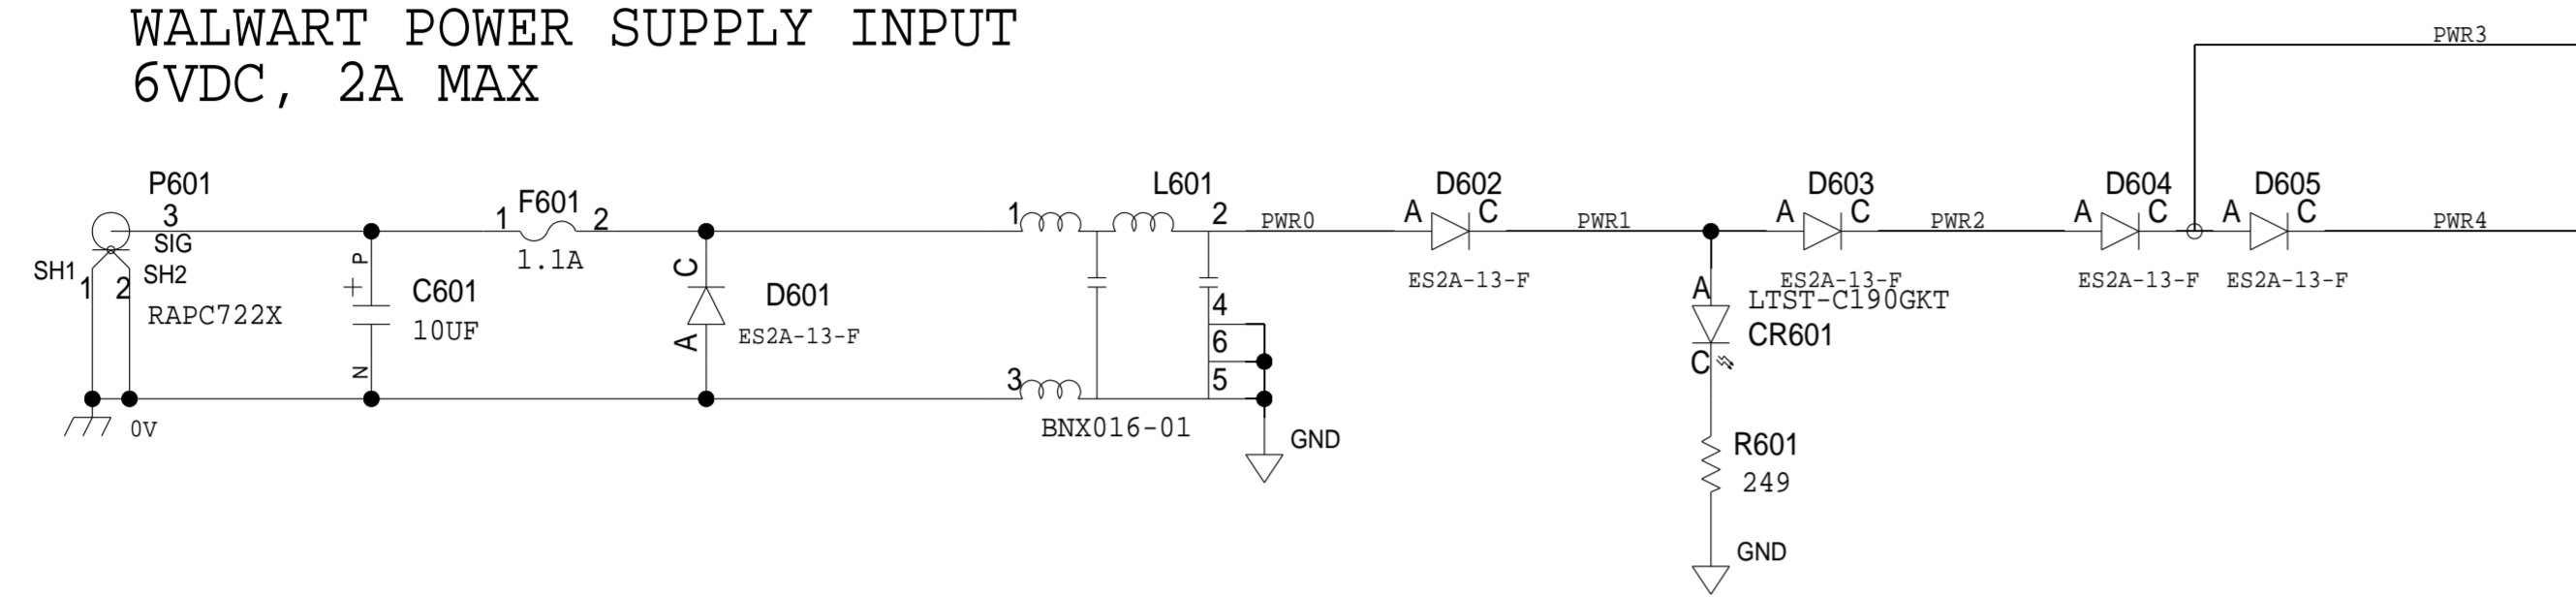 WALWART POWER SUPPLY INPUT
6VDC, 2A MAX
PWR3
P601
3
SIG
SH1
1
2
SH2
RAPC722X
0V
P
+
C601
10UF
N
1
F601
2
1.1A
C
D601
A
ES2A-13-F
1
L601
2
3
4
6
5
BNX016-01
GND
PWR0
D602
A
C
ES2A-13-F
PWR1
D603
A
C
ES2A-13-F
PWR2
A
LTST-C190GKT
CR601
C
R601
249
GND
D604
A
C
ES2A-13-F
D605
A
C
ES2A-13-F
PWR4